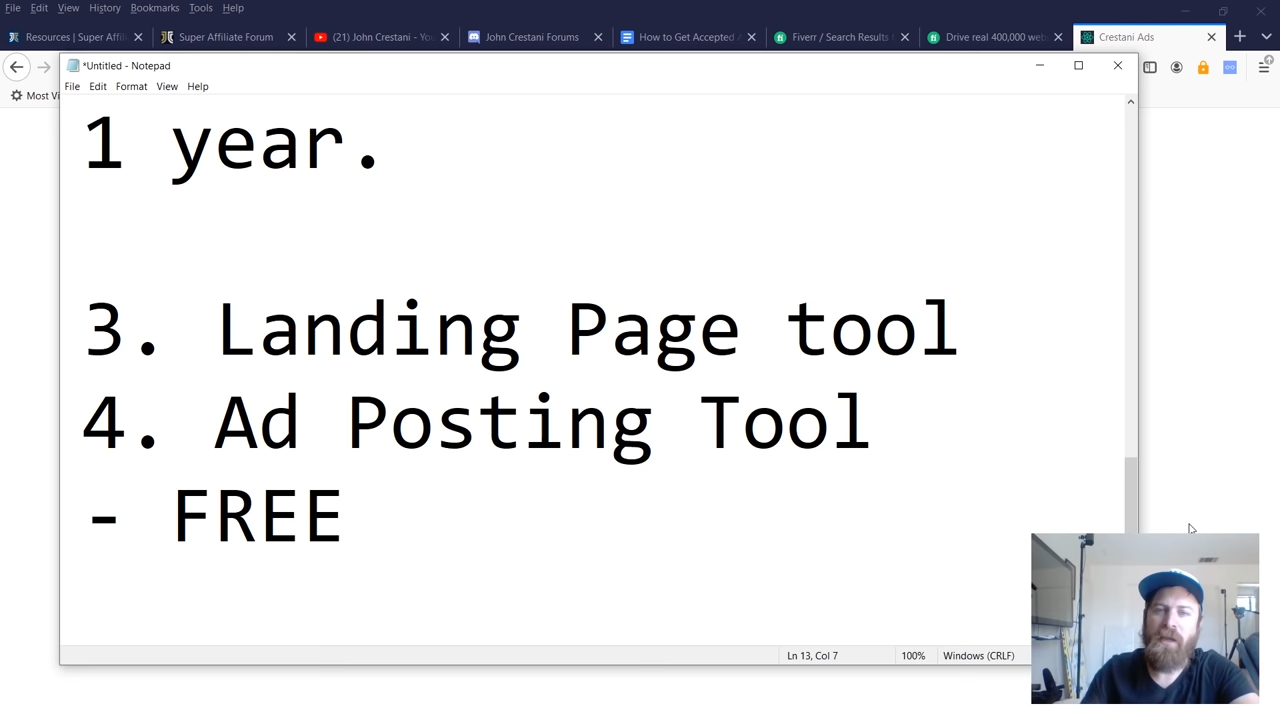 File Edit View History Bookmarks Tools Help
Resources | Super Affili
Super Affiliate Forum
(21) John Crestani - Yo
John Crestani Forums
How to Get Accepted
Fiverr / Search Results
Drive real 400,000 web
Crestani Ads
*Untitled - Notepad
File Edit Format View Help
Most Vi
1 year.
3. Landing Page tool
4. Ad Posting Tool
- FREE
Ln 13, Col 7 100% Windows (CRLF)